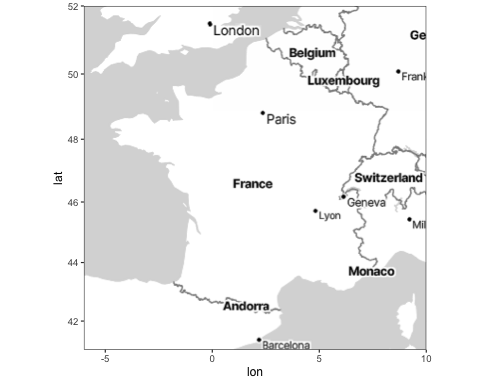 52
London
Ge
Belgium
50
Frank
Luxembourg
Paris
48
lat
Switzerland
France
46
Geneva
Lyon
Mil
44
Monaco
Andorra
42
Barcelona
-5
0
5
10
lon